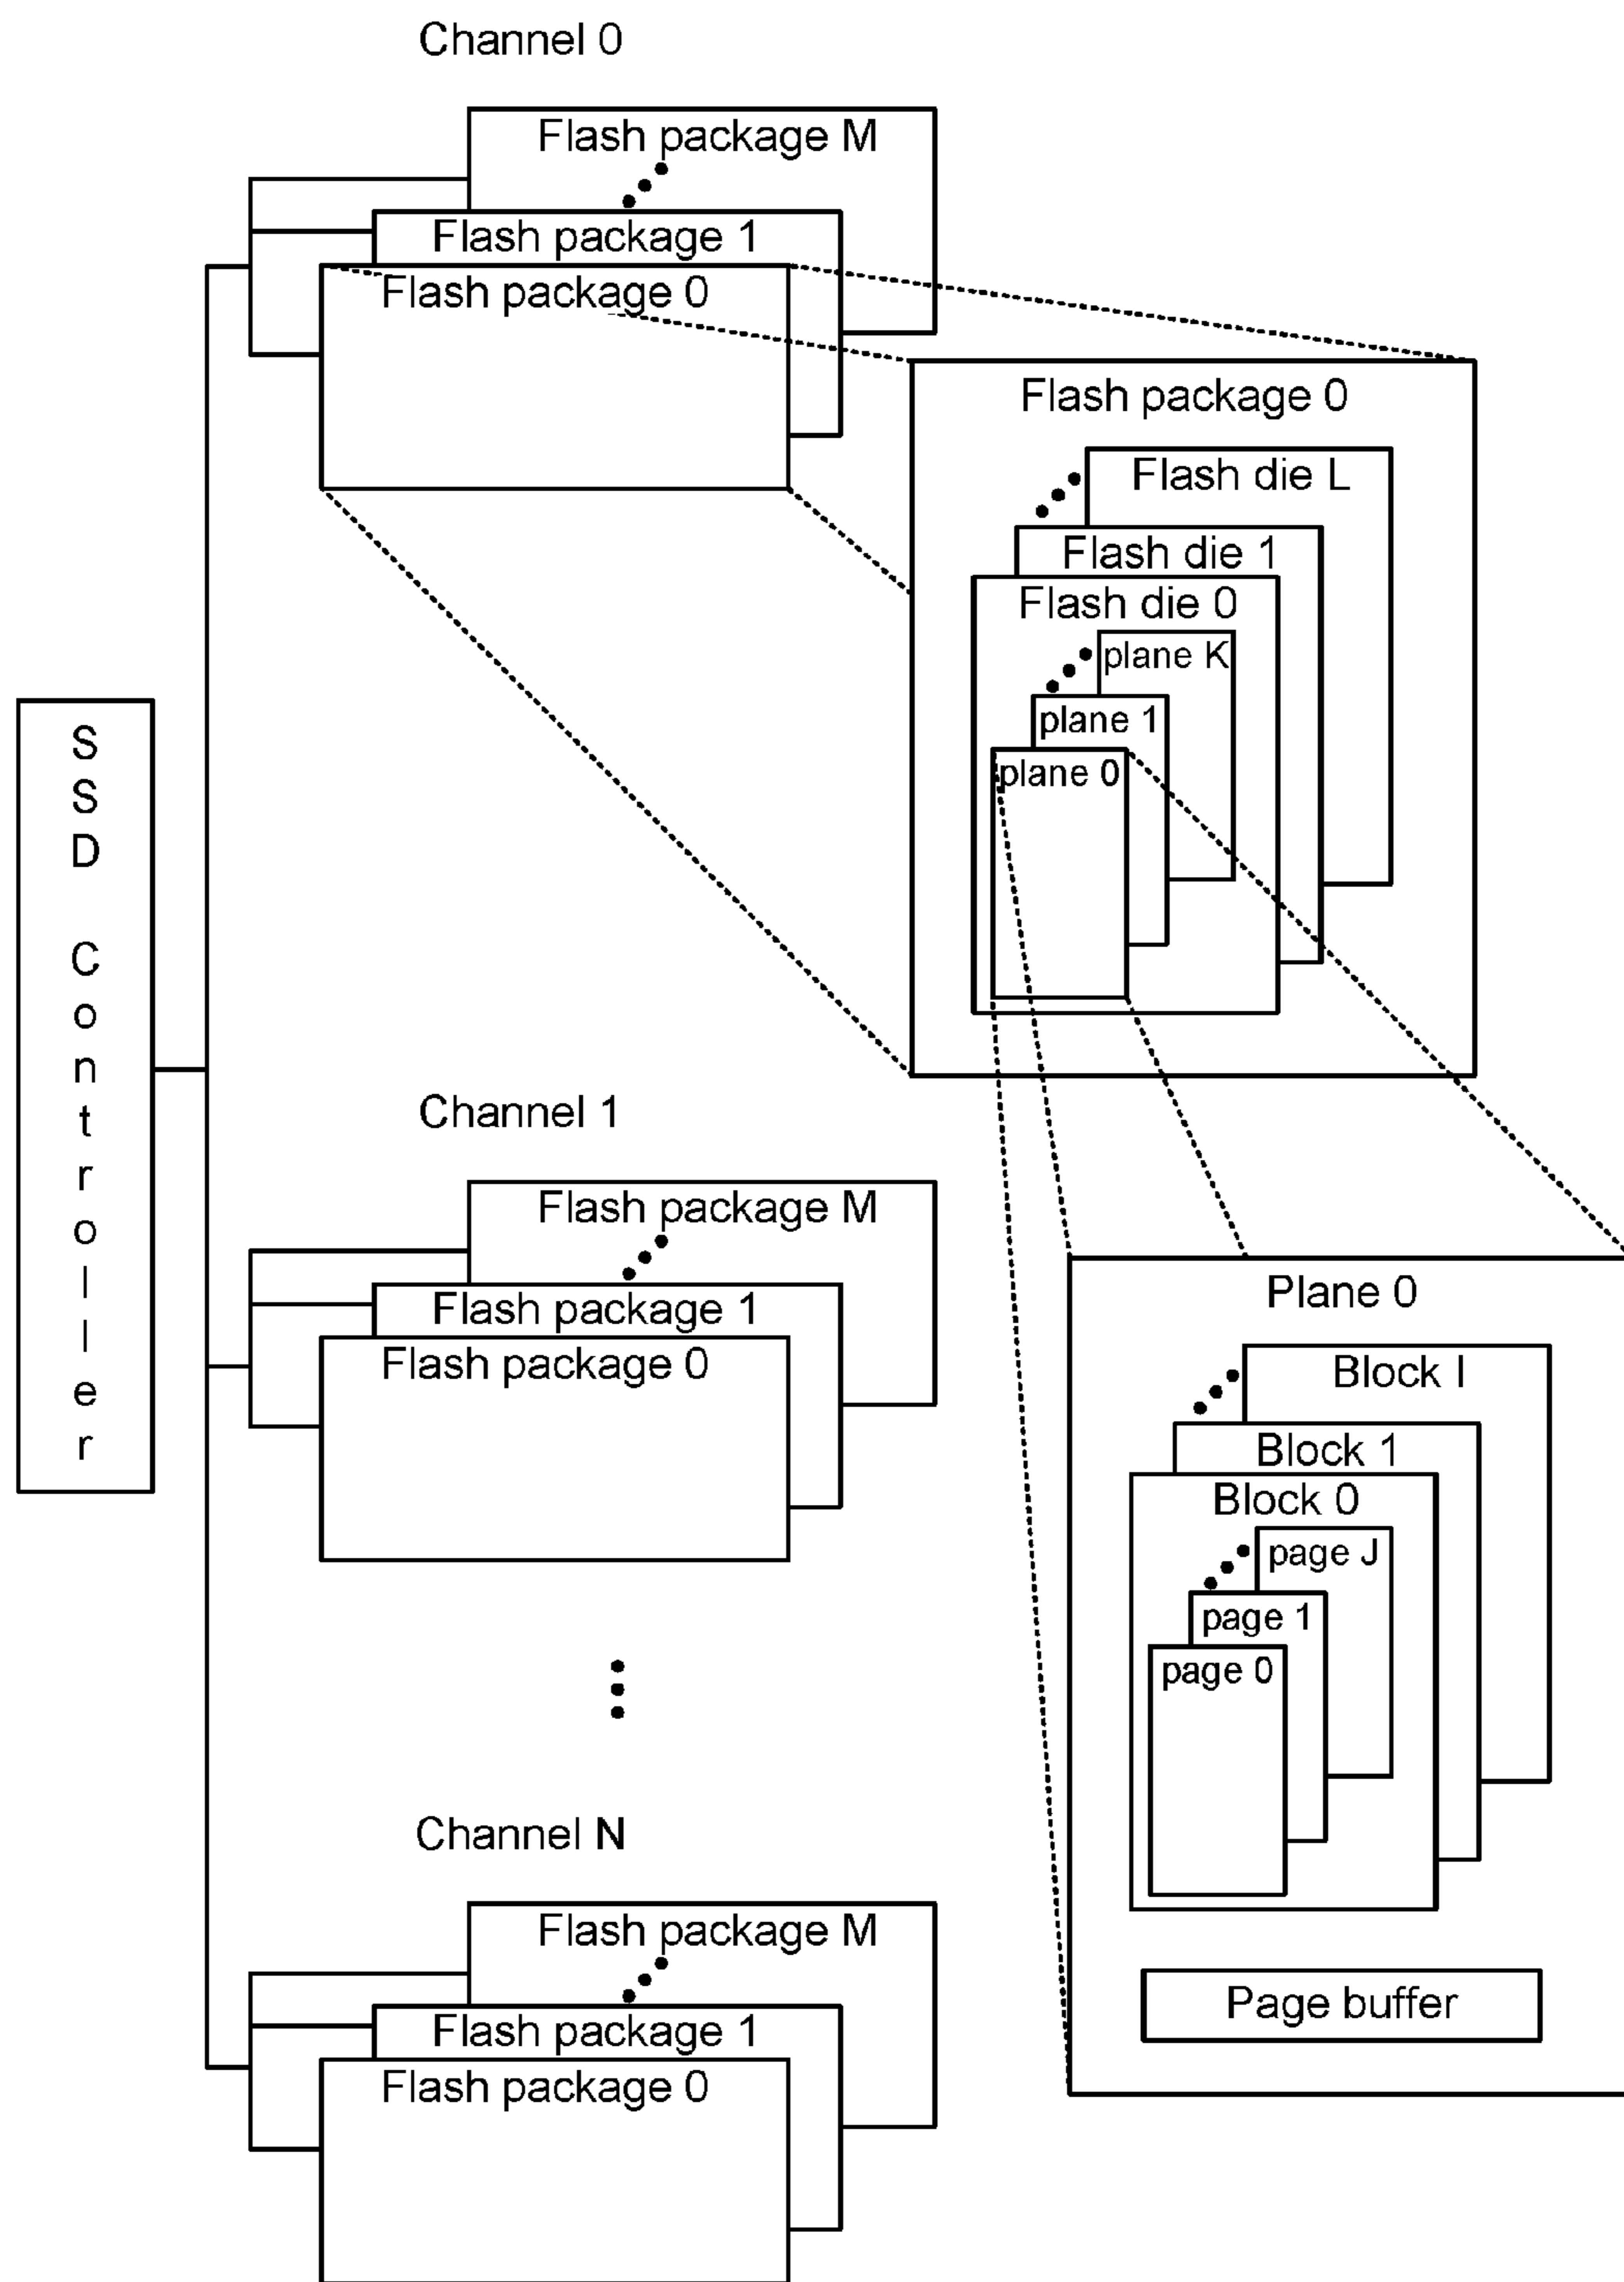 Channel 0
Flash package M
Flash package 1
Flash package 0
Flash package 0
Flash die L
Flash die 1
Flash die 0
plane K
plane 1
plane 0
SSD Controller
Channel 1
Flash package M
Flash package 1
Flash package 0
Plane 0
Block I
Block 1
Block 0
page J
page 1
page 0
Page buffer
Channel N
Flash package M
Flash package 1
Flash package 0